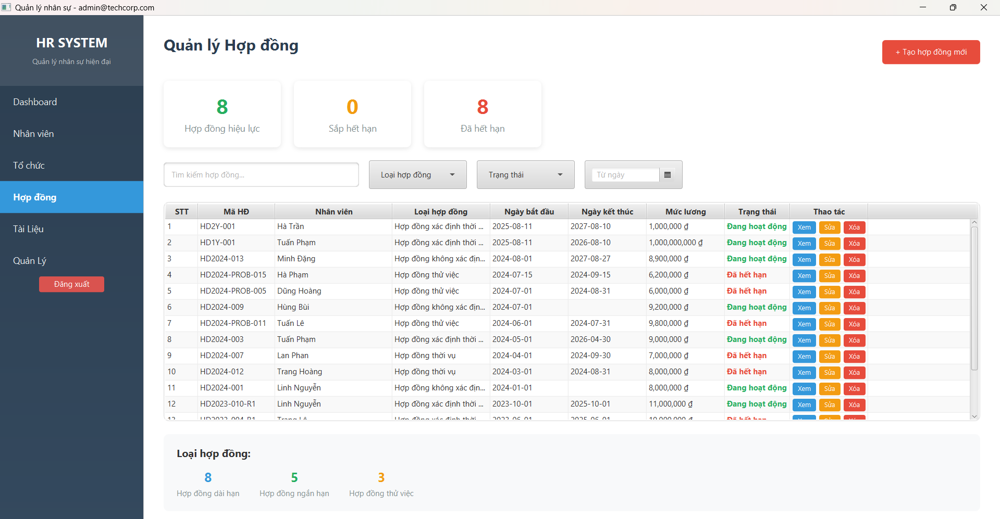 Quản lý nhân sự - admin@techcorp.com
HR SYSTEM
Quản lý nhân sự hiện đại
Dashboard
Nhân viên
Tổ chức
Hợp đồng
Tài Liệu
Quản Lý
Đăng xuất
Quản lý Hợp đồng
+ Tạo hợp đồng mới
8
Hợp đồng hiệu lực
0
Sắp hết hạn
8
Đã hết hạn
Tìm kiếm hợp đồng...
Loại hợp đồng
Trạng thái
Từ ngày
STT Mã HĐ Nhân viên Loại hợp đồng Ngày bắt đầu Ngày kết thúc Mức lương Trạng thái Thao tác
1 HD2Y-001 Hà Trần Hợp đồng xác định thời ... 2025-08-11 2027-08-10 1,000,000 ₫ Đang hoạt động Xem Sửa Xóa
2 HD1Y-001 Tuấn Phạm Hợp đồng xác định thời ... 2025-08-11 2026-08-10 1,000,000,000 ₫ Đang hoạt động Xem Sửa Xóa
3 HD2024-013 Minh Đặng Hợp đồng không xác địn... 2024-08-01 2027-08-27 8,900,000 ₫ Đang hoạt động Xem Sửa Xóa
4 HD2024-PROB-015 Hà Phạm Hợp đồng thử việc 2024-07-15 2024-09-15 6,200,000 ₫ Đã hết hạn Xem Sửa Xóa
5 HD2024-PROB-005 Dũng Hoàng Hợp đồng thử việc 2024-07-01 2024-08-31 6,000,000 ₫ Đã hết hạn Xem Sửa Xóa
6 HD2024-009 Hùng Bùi Hợp đồng không xác địn... 2024-07-01 9,200,000 ₫ Đang hoạt động Xem Sửa Xóa
7 HD2024-PROB-011 Tuấn Lê Hợp đồng thử việc 2024-06-01 2024-07-31 9,800,000 ₫ Đã hết hạn Xem Sửa Xóa
8 HD2024-003 Tuấn Phạm Hợp đồng xác định thời ... 2024-05-01 2026-04-30 9,000,000 ₫ Đang hoạt động Xem Sửa Xóa
9 HD2024-007 Lan Phan Hợp đồng thời vụ 2024-04-01 2024-09-30 7,000,000 ₫ Đã hết hạn Xem Sửa Xóa
10 HD2024-012 Trang Hoàng Hợp đồng thời vụ 2024-03-01 2024-08-31 8,000,000 ₫ Đã hết hạn Xem Sửa Xóa
11 HD2024-001 Linh Nguyễn Hợp đồng không xác địn... 2024-01-01 8,000,000 ₫ Đang hoạt động Xem Sửa Xóa
12 HD2023-010-R1 Linh Nguyễn Hợp đồng xác định thời ... 2023-10-01 2025-10-01 11,000,000 ₫ Đang hoạt động Xem Sửa Xóa
Loại hợp đồng:
8
Hợp đồng dài hạn
5
Hợp đồng ngắn hạn
3
Hợp đồng thử việc